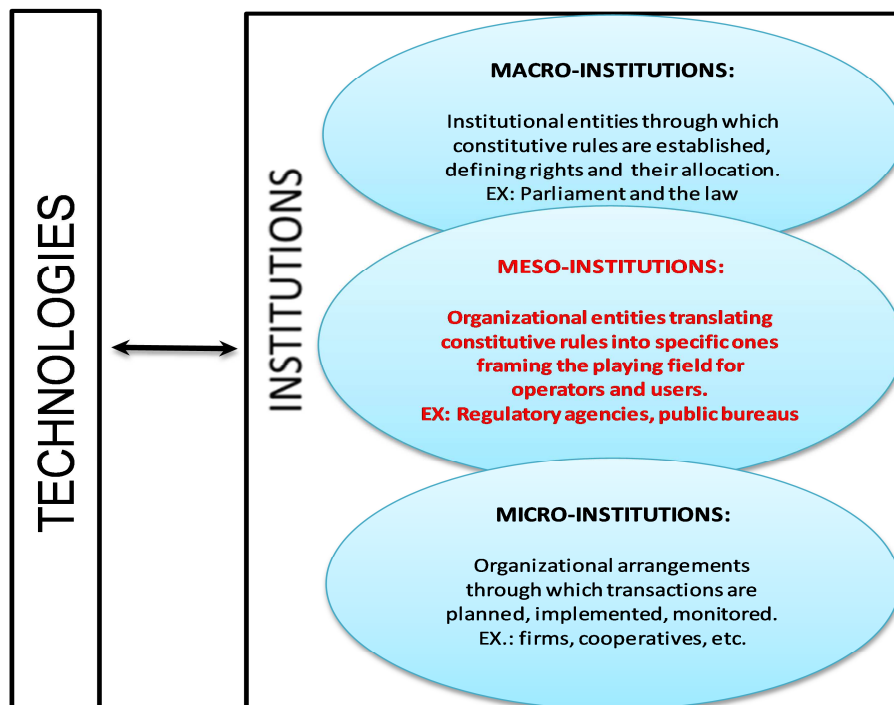 TECHNOLOGIES
INSTITUTIONS
MACRO-INSTITUTIONS:
Institutional entities through which
constitutive rules are established,
defining rights and their allocation.
EX: Parliament and the law
MESO-INSTITUTIONS:
Organizational entities translating
constitutive rules into specific ones
framing the playing field for
operators and users.
EX: Regulatory agencies, public bureaus
MICRO-INSTITUTIONS:
Organizational arrangements
through which transactions are
planned, implemented, monitored.
EX.: firms, cooperatives, etc.